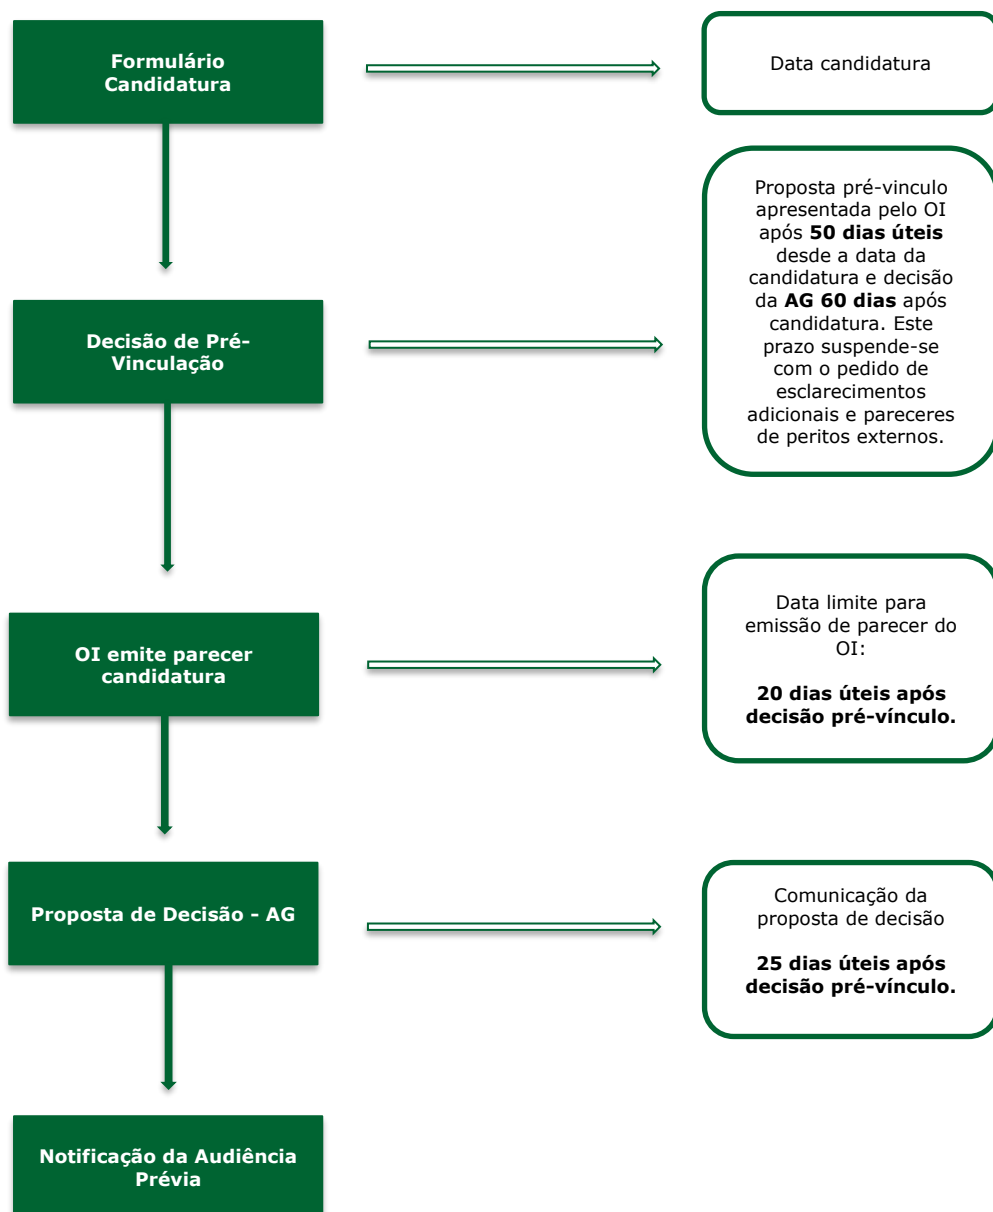 Formulário
Candidatura
Data candidatura
Proposta pré-vinculo
apresentada pelo OI
após 50 dias úteis
desde a data da
candidatura e decisão
da AG 60 dias após
candidatura. Este
prazo suspende-se
com o pedido de
esclarecimentos
adicionais e pareceres
de peritos externos.
Decisão de Pré-
Vinculação
OI emite parecer
candidatura
Data limite para
emissão de parecer do
OI:
20 dias úteis após
decisão pré-vínculo.
Proposta de Decisão - AG
Comunicação da
proposta de decisão
25 dias úteis após
decisão pré-vínculo.
Notificação da Audiência
Prévia